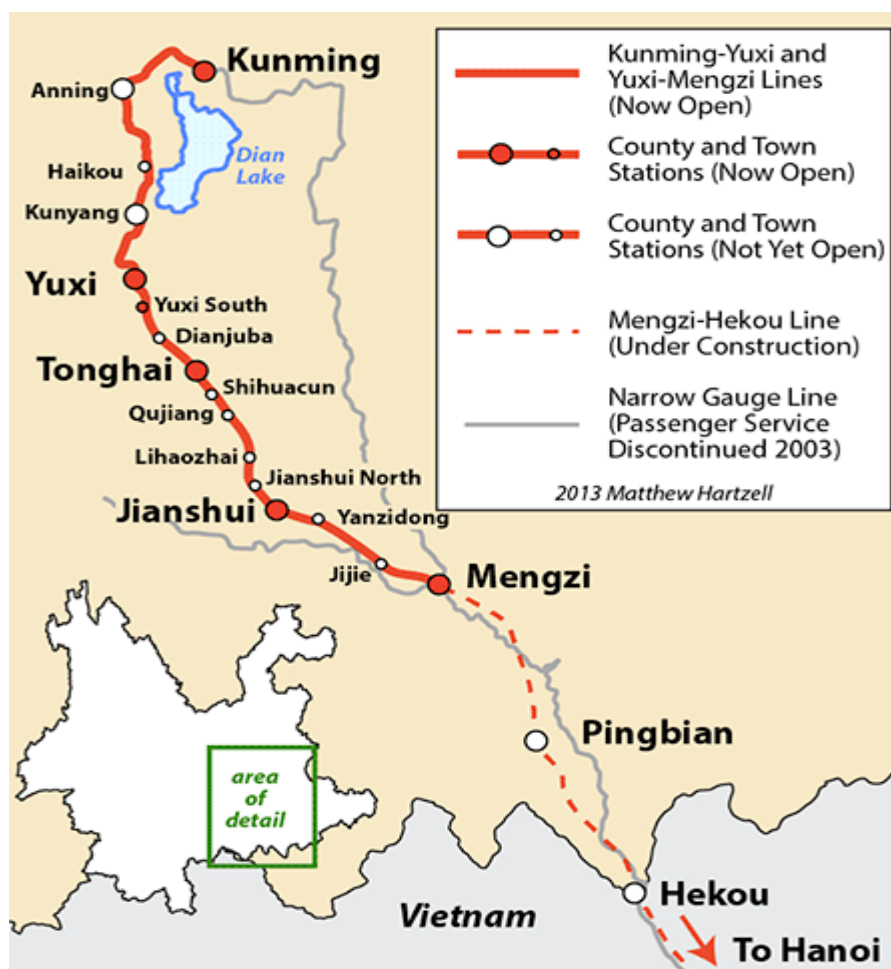 Kunming
Anning
Dian
Lake
Haikou
Kunyang
Yuxi
Yuxi South
Dianjuba
Tonghai
Shihuacun
Qujiang
Lihaozhai
Jianshui North
Jianshui
Yanzidong
Jijie
Mengzi
Pingbian
Hekou
To Hanoi
Vietnam
area
of
detail
Kunming-Yuxi and
Yuxi-Mengzi Lines
(Now Open)
County and Town
Stations (Now Open)
County and Town
Stations (Not Yet Open)
Mengzi-Hekou Line
(Under Construction)
Narrow Gauge Line
(Passenger Service
Discontinued 2003)
2013 Matthew Hartzell